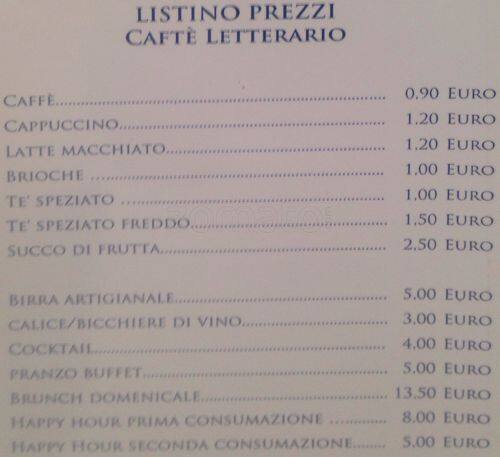 LISTINO PREZZI
CAFTÈ LETTERARIO
CAFFÈ........................................................ 0.90 EURO
CAPPUCCINO............................................. 1.20 EURO
LATTE MACCHIATO..................................... 1.20 EURO
BRIOCHE .................................................. 1.00 EURO
TE' SPEZIATO ............................................. 1.00 EURO
TE' SPEZIATO FREDDO................................. 1.50 EURO
SUCCO DI FRUTTA...................................... 2,50 EURO
BIRRA ARTIGIANALE.................................... 5.00 EURO
CALICE/BICCHIERE DI VINO........................ 3.00 EURO
COCKTAIL.................................................. 4.00 EURO
PRANZO BUFFET......................................... 5.00 EURO
BRUNCH DOMENICALE............................... 13.50 EURO
HAPPY HOUR PRIMA CONSUMAZIONE ............ 8.00 EURO
HAPPY HOUR SECONDA CONSUMAZIONE....... 5.00 EURO